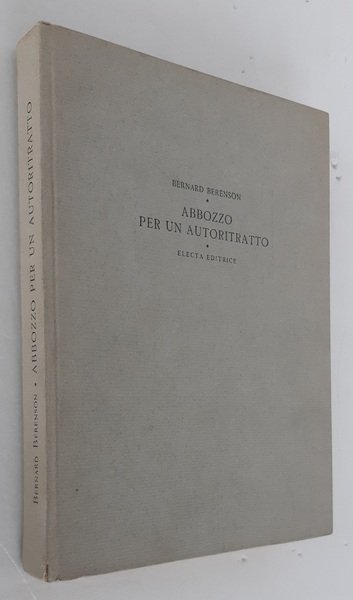 BERNARD BERENSON
•
ABBOZZO
PER UN AUTORITRATTO
•
ELECTA EDITRICE
BERNARD BERENSON • ABBOZZO PER UN AUTORITRATTO